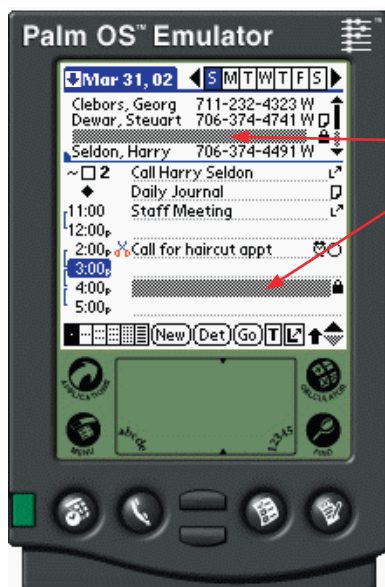 Palm OS™ Emulator
Mar 31, 02 S M T W T F S
Clebors, Georg 711-232-4323 W
Dewar, Steuart 706-374-4741 W
Seldon, Harry 706-374-4491 W
~ 2 Call Harry Seldon
Daily Journal
11:00 Staff Meeting
12:00p
2:00p Call for haircut appt
3:00p
4:00p
5:00p
New Det Go T
APPLICATIONS CALCULATOR
MENU abcde 12345 FIND